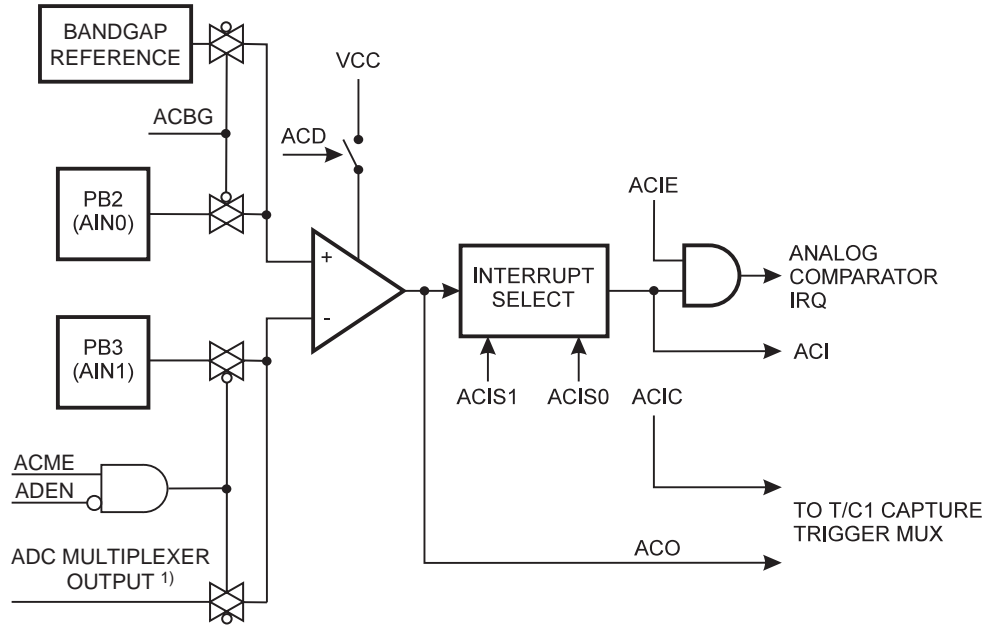 BANDGAP
REFERENCE
VCC
ACBG
ACD
PB2
(AIN0)
ACIE
+
-
INTERRUPT
SELECT
ANALOG
COMPARATOR
IRQ
PB3
(AIN1)
ACI
ACIS1
ACIS0
ACIC
ACME
ADEN
TO T/C1 CAPTURE
TRIGGER MUX
ADC MULTIPLEXER
OUTPUT 1)
ACO